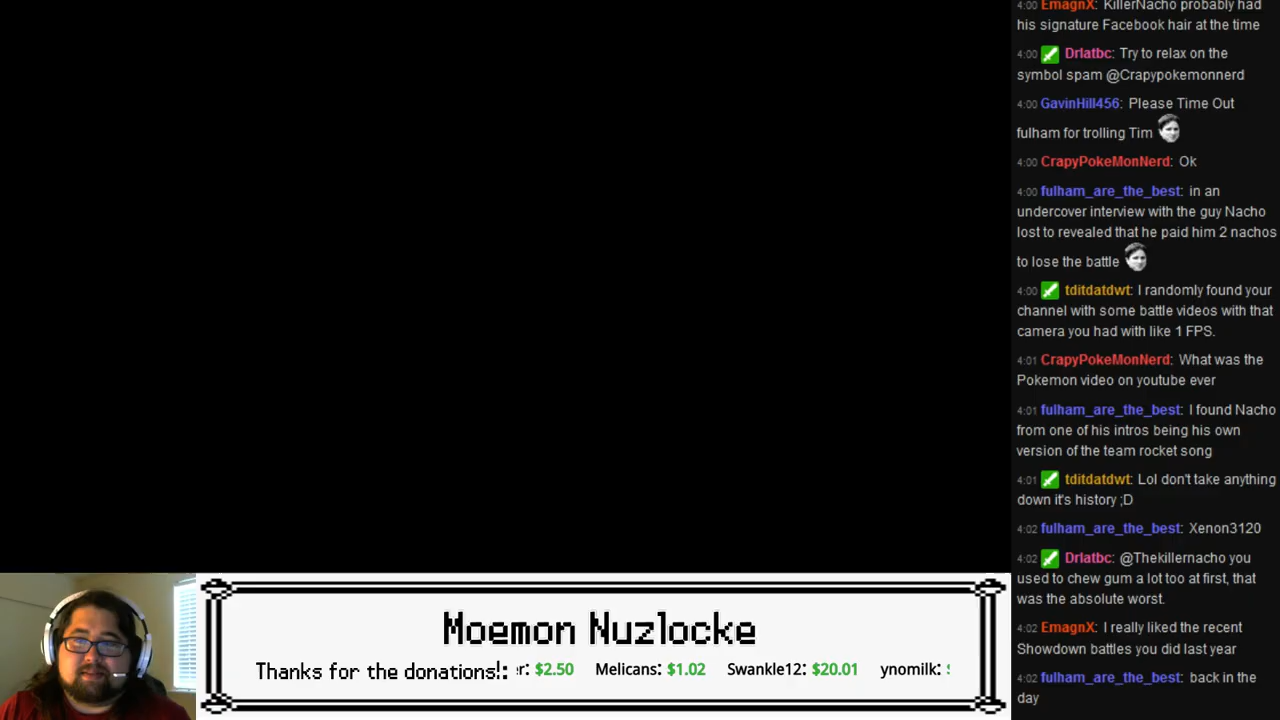 4:00 EmagnX: KillerNacho probably had
his signature Facebook hair at the time
4:00 Drlatbc: Try to relax on the
symbol spam @Crapypokemonnerd
4:00 GavinHill456: Please Time Out
fulham for trolling Tim
4:00 CrapyPokeMonNerd: Ok
4:00 fulham_are_the_best: in an
undercover interview with the guy Nacho
lost to revealed that he paid him 2 nachos
to lose the battle
4:00 tditdatdwt: I randomly found your
channel with some battle videos with that
camera you had with like 1 FPS.
4:01 CrapyPokeMonNerd: What was the
Pokemon video on youtube ever
4:01 fulham_are_the_best: I found Nacho
from one of his intros being his own
version of the team rocket song
4:01 tditdatdwt: Lol don't take anything
down it's history ;D
4:02 fulham_are_the_best: Xenon3120
4:02 Drlatbc: @Thekillernacho you
used to chew gum a lot too at first, that
was the absolute worst.
4:02 EmagnX: I really liked the recent
Showdown battles you did last year
4:02 fulham_are_the_best: back in the
day
Moemon Nuzlocke
Thanks for the donations!: r: $2.50 Melicans: $1.02 Swankle12: $20.01 ynomilk: $